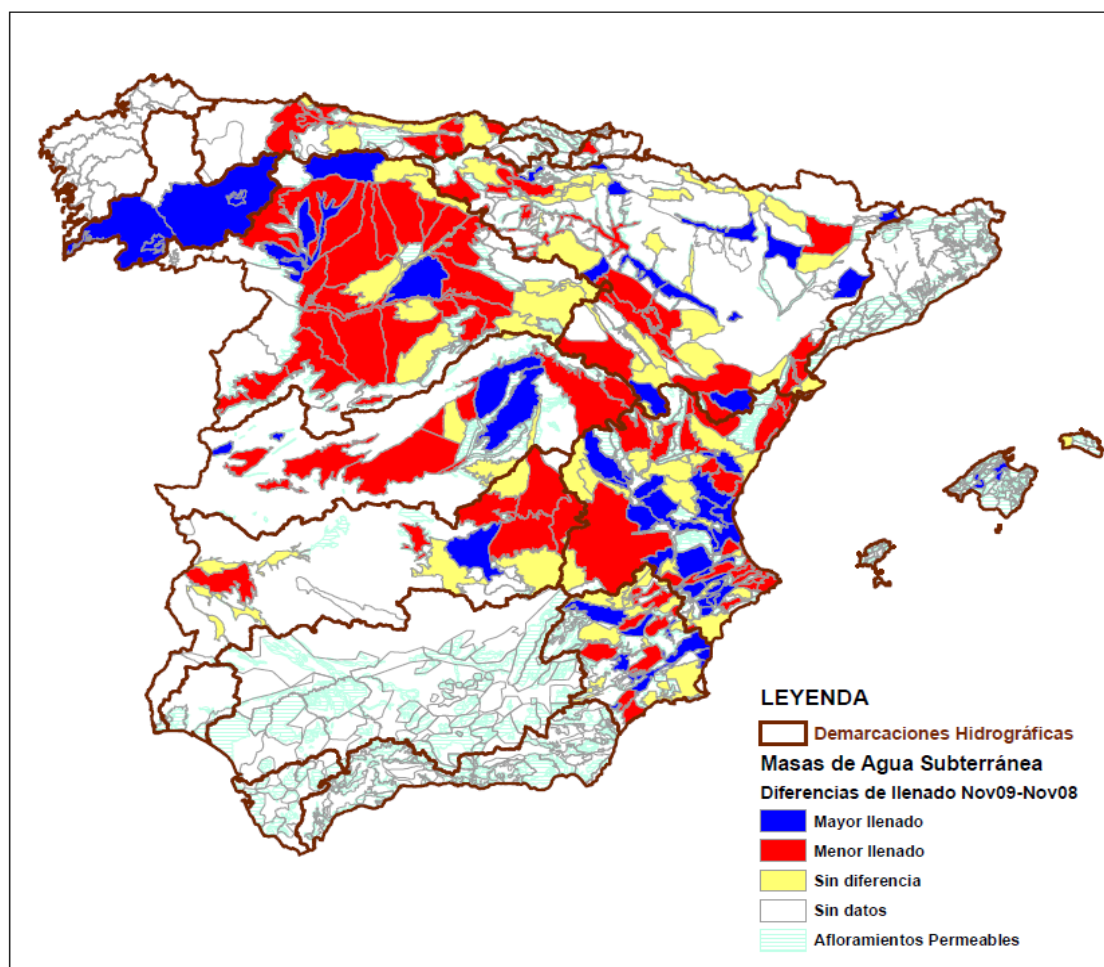 LEYENDA
Demarcaciones Hidrográficas
Masas de Agua Subterránea
Diferencias de llenado Nov09-Nov08
Mayor llenado
Menor llenado
Sin diferencia
Sin datos
Afloramientos Permeables